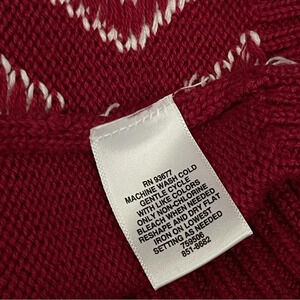 RN 93677
MACHINE WASH COLD
GENTLE CYCLE
WITH LIKE COLORS
ONLY NON-CHLORINE
BLEACH WHEN NEEDED
RESHAPE AND DRY FLAT
IRON ON LOWEST
SETTING AS NEEDED
759506
851-8682